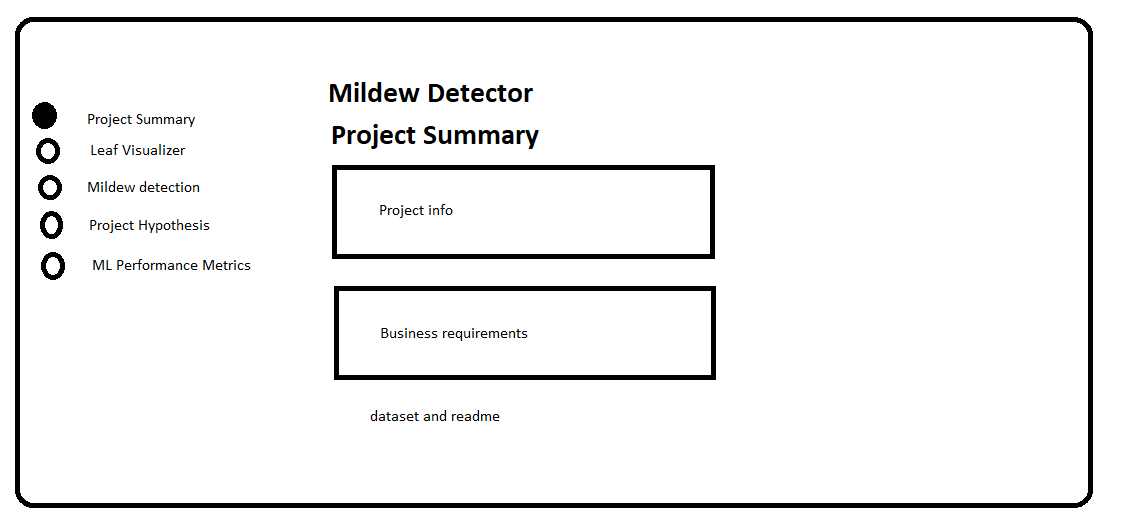 Mildew Detector
Project Summary
Project Summary
Leaf Visualizer
Mildew detection
Project Hypothesis
ML Performance Metrics
Project info
Business requirements
dataset and readme